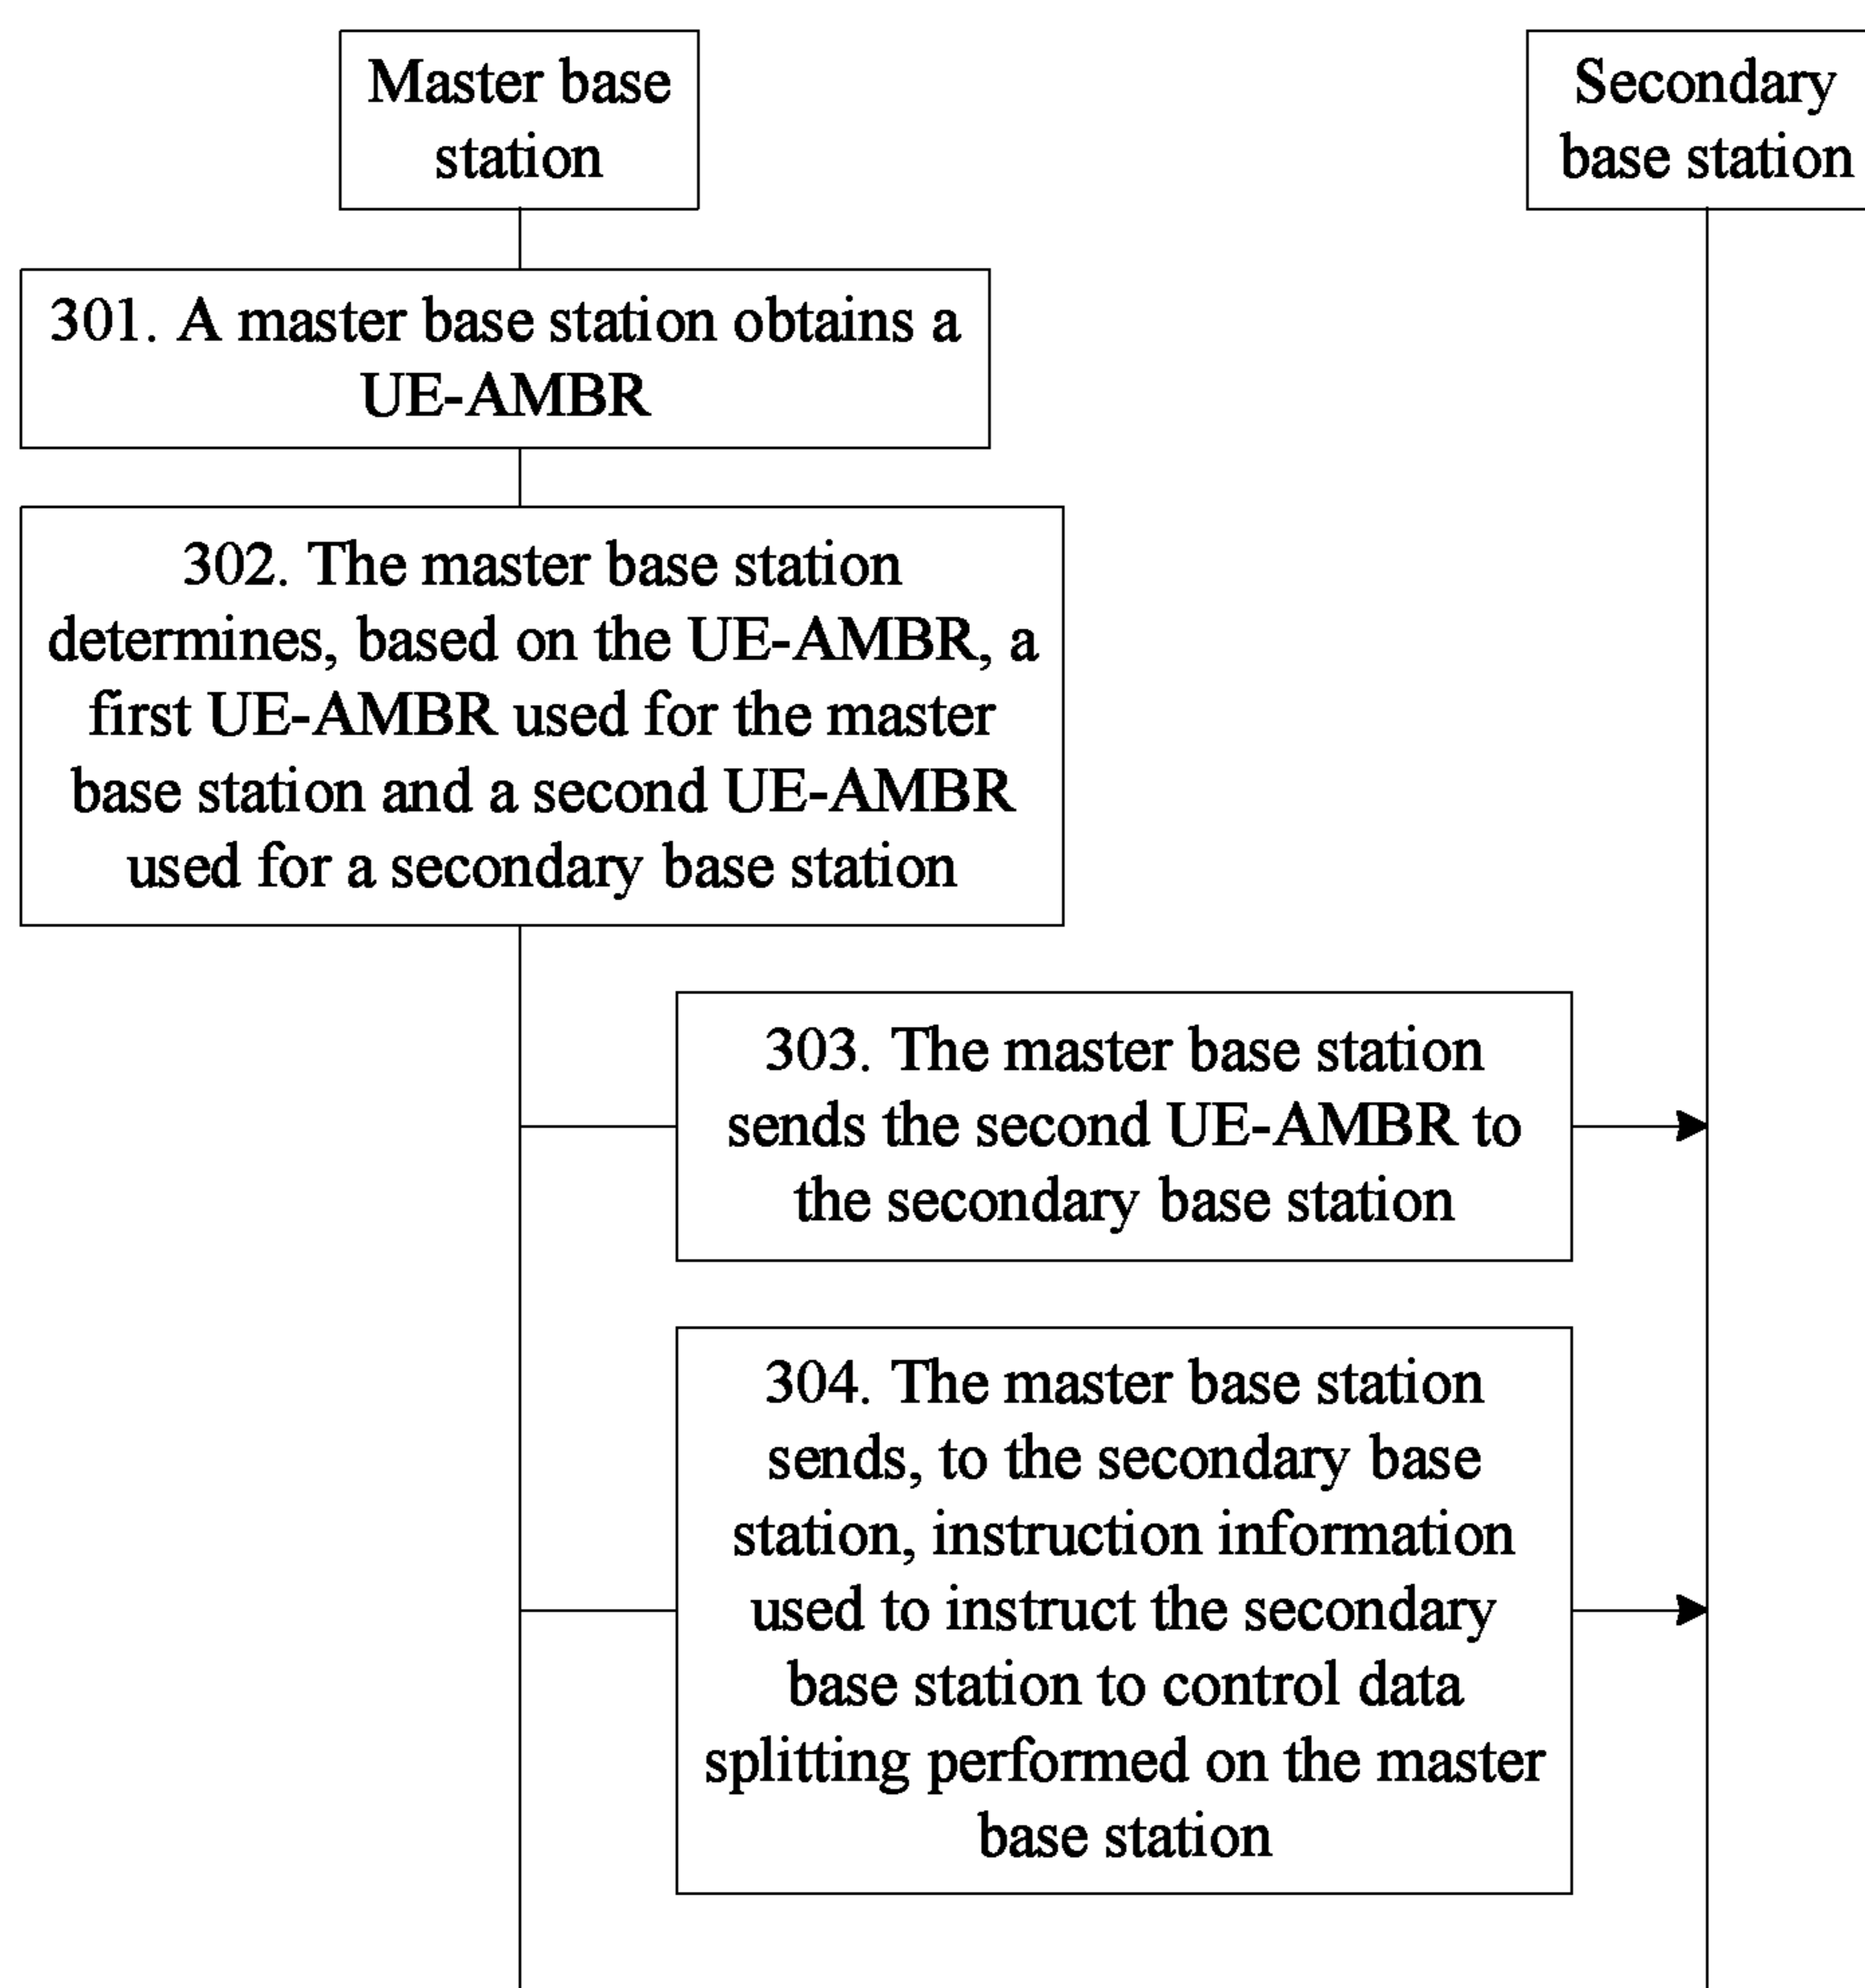 Master base
station
Secondary
base station
301. A master base station obtains a
UE-AMBR
302. The master base station
determines, based on the UE-AMBR, a
first UE-AMBR used for the master
base station and a second UE-AMBR
used for a secondary base station
303. The master base station
sends the second UE-AMBR to
the secondary base station
304. The master base station
sends, to the secondary base
station, instruction information
used to instruct the secondary
base station to control data
splitting performed on the master
base station